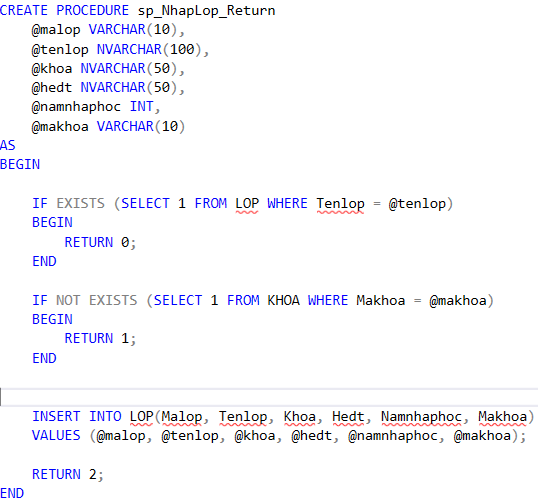 CREATE PROCEDURE sp_NhapLop_Return
    @malop VARCHAR(10),
    @tenlop NVARCHAR(100),
    @khoa NVARCHAR(50),
    @hedt NVARCHAR(50),
    @namnhaphoc INT,
    @makhoa VARCHAR(10)
AS
BEGIN
    IF EXISTS (SELECT 1 FROM LOP WHERE Tenlop = @tenlop)
    BEGIN
        RETURN 0;
    END
    IF NOT EXISTS (SELECT 1 FROM KHOA WHERE Makhoa = @makhoa)
    BEGIN
        RETURN 1;
    END
    INSERT INTO LOP(Malop, Tenlop, Khoa, Hedt, Namnhaphoc, Makhoa)
    VALUES (@malop, @tenlop, @khoa, @hedt, @namnhaphoc, @makhoa);
    RETURN 2;
END